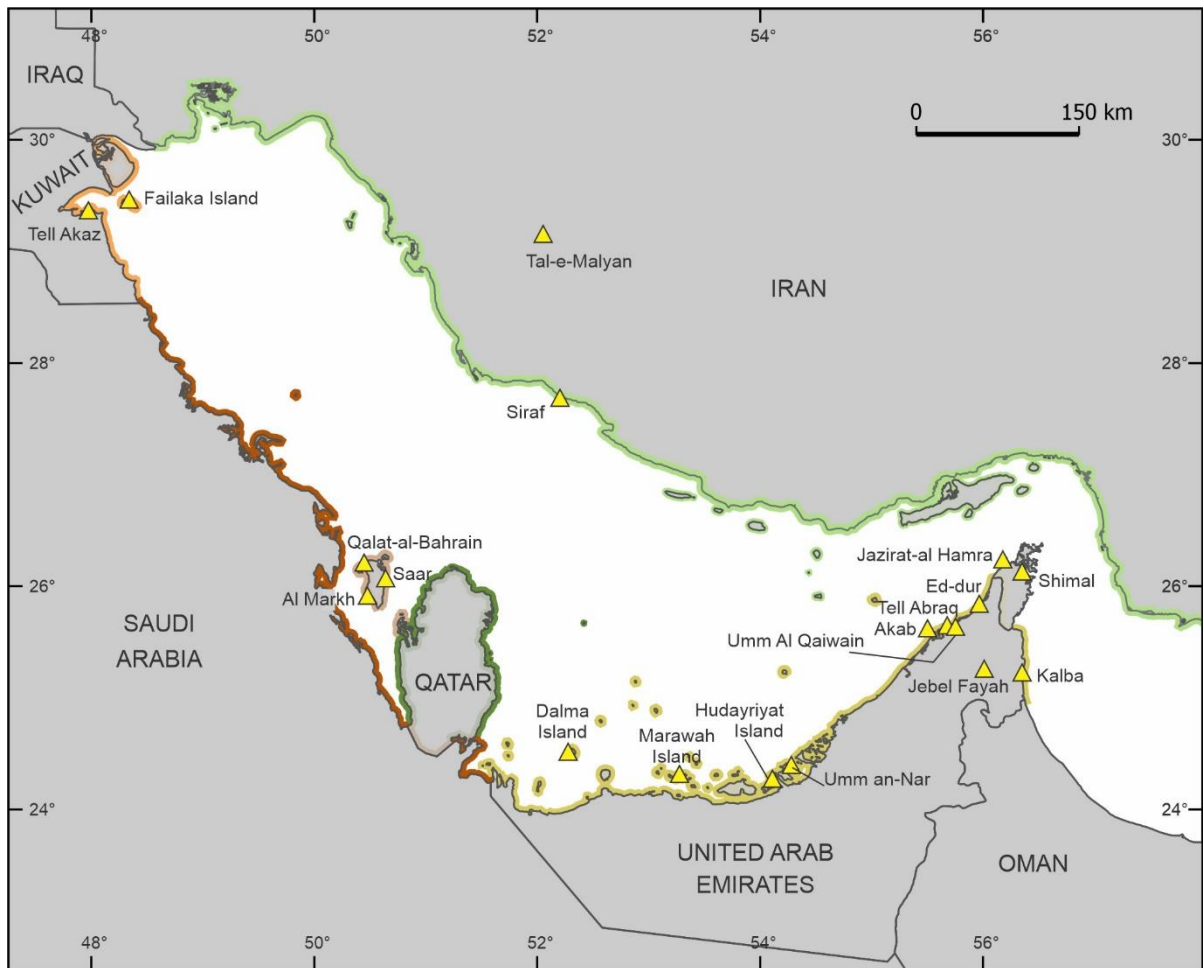 48°
50°
52°
54°
56°
IRAQ
0
150 km
30°
30°
KUWAIT
Failaka Island
Tell Akaz
Tal-e-Malyan
IRAN
28°
28°
Siraf
Qalat-al-Bahrain
Jazirat-al Hamra
Saar
Shimal
26°
26°
Al Markh
Ed-dur
Tell Abraq
Akab
SAUDI
ARABIA
Umm Al Qaiwain
QATAR
Jebel Fayah
Kalba
Dalma
Island
Hudayriyat
Island
Marawah
Island
Umm an-Nar
24°
24°
UNITED ARAB
EMIRATES
OMAN
48°
50°
52°
54°
56°